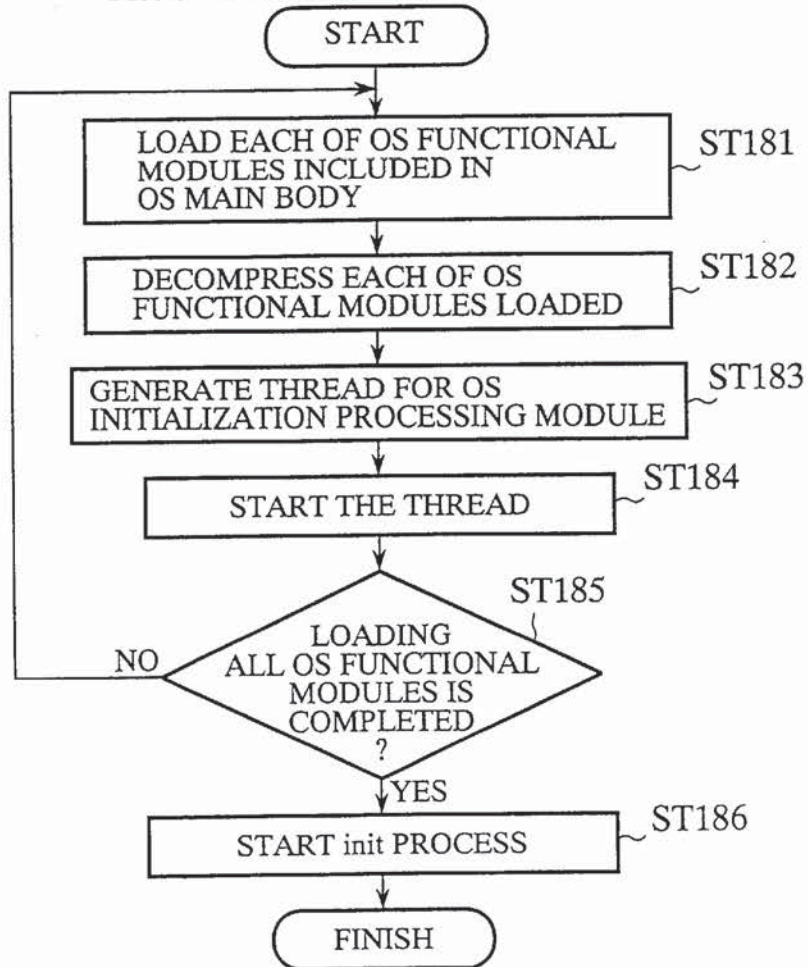 START
LOAD EACH OF OS FUNCTIONAL
MODULES INCLUDED IN
OS MAIN BODY
ST181
DECOMPRESS EACH OF OS
FUNCTIONAL MODULES LOADED
ST182
GENERATE THREAD FOR OS
INITIALIZATION PROCESSING MODULE
ST183
START THE THREAD
ST184
ST185
LOADING
ALL OS FUNCTIONAL
MODULES IS
COMPLETED
?
NO
YES
START init PROCESS
ST186
FINISH